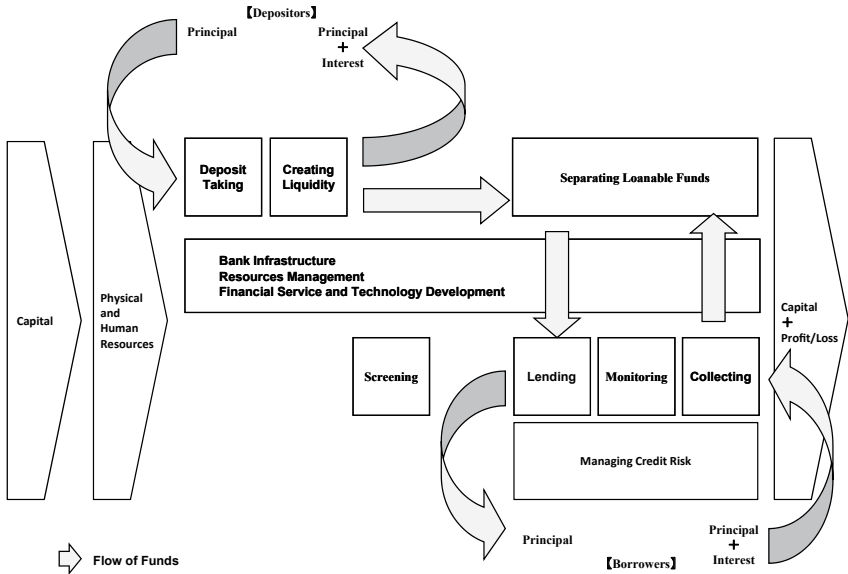 【Depositors】
Principal
Principal
+
Interest
Deposit
Taking
Creating
Liquidity
Separating Loanable Funds
Bank Infrastructure
Resources Management
Financial Service and Technology Development
Capital
Physical
and
Human
Resources
Capital
+
Profit/Loss
Screening
Lending
Monitoring
Collecting
Managing Credit Risk
Principal
Principal
+
Interest
【Borrowers】
Flow of Funds